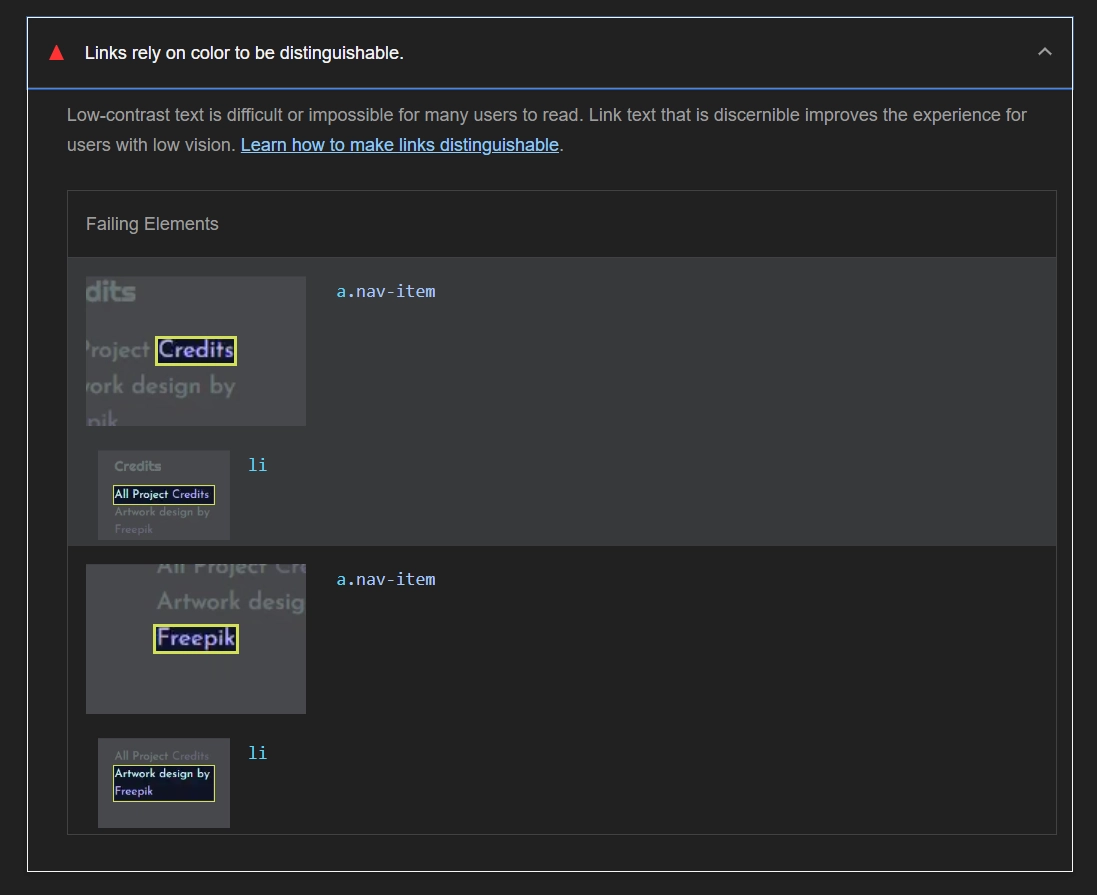 Links rely on color to be distinguishable.
Low-contrast text is difficult or impossible for many users to read. Link text that is discernible improves the experience for
users with low vision. Learn how to make links distinguishable.
Failing Elements
dits
a.nav-item
Project Credits
work design by
epik
Credits
li
All Project Credits
Artwork design by
Freepik
All Project Cre
a.nav-item
Artwork desig
Freepik
All Project Credits
li
Artwork design by
Freepik